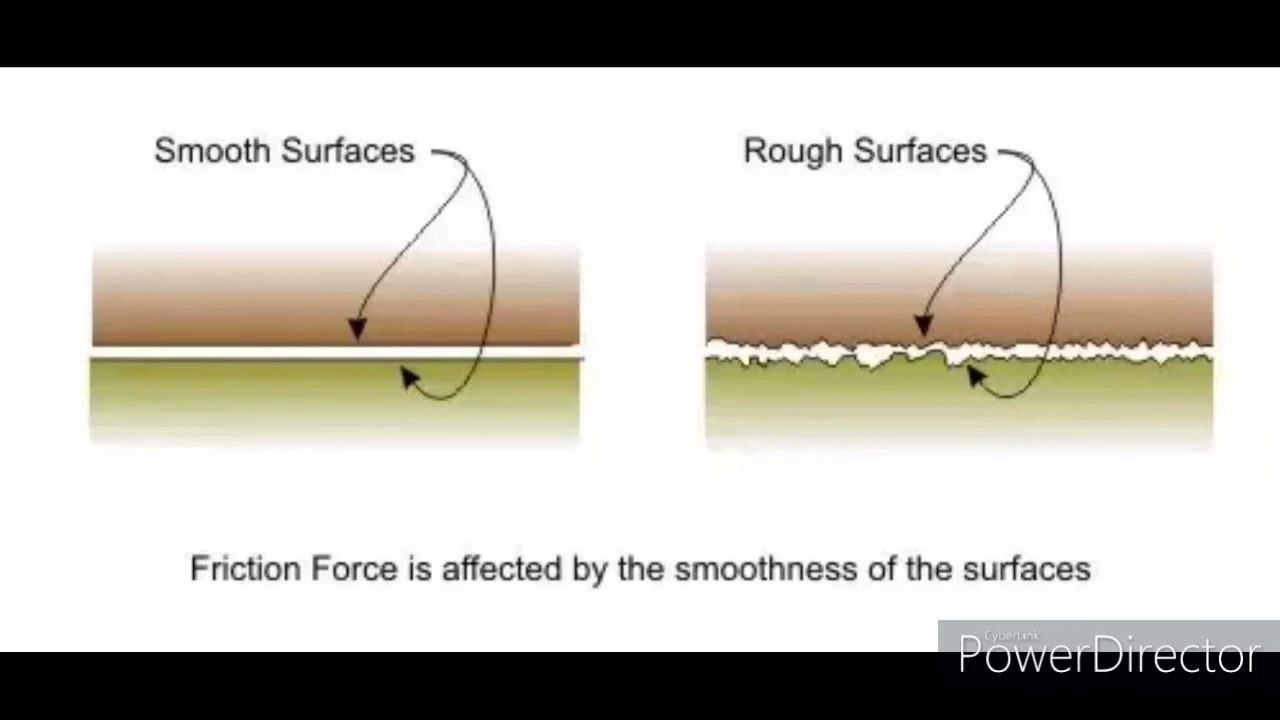 Smooth Surfaces
Rough Surfaces
Friction Force is affected by the smoothness of the surfaces
CyberLink
PowerDirector